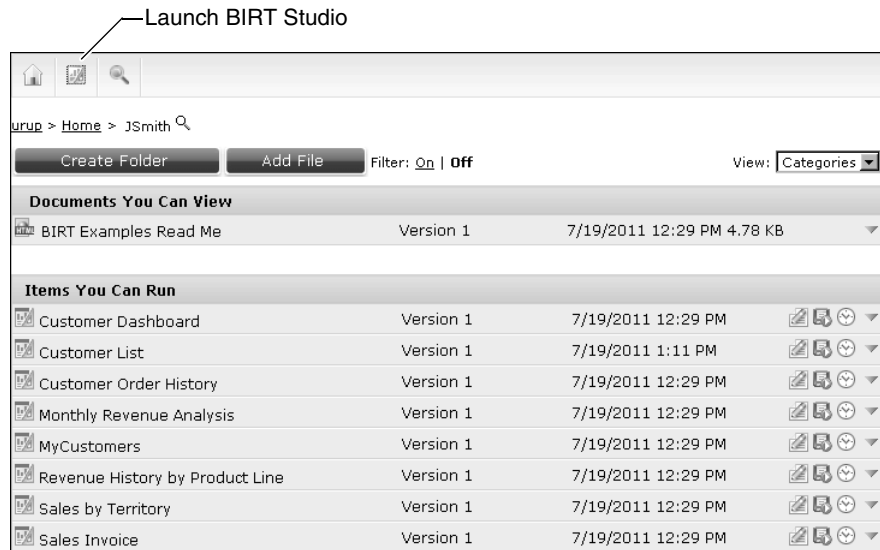 Launch BIRT Studio
urup > Home > JSmith
Create Folder Add File Filter: On | Off View: Categories
Documents You Can View
BIRT Examples Read Me Version 1 7/19/2011 12:29 PM 4.78 KB
Items You Can Run
Customer Dashboard Version 1 7/19/2011 12:29 PM
Customer List Version 1 7/19/2011 1:11 PM
Customer Order History Version 1 7/19/2011 12:29 PM
Monthly Revenue Analysis Version 1 7/19/2011 12:29 PM
MyCustomers Version 1 7/19/2011 12:29 PM
Revenue History by Product Line Version 1 7/19/2011 12:29 PM
Sales by Territory Version 1 7/19/2011 12:29 PM
Sales Invoice Version 1 7/19/2011 12:29 PM